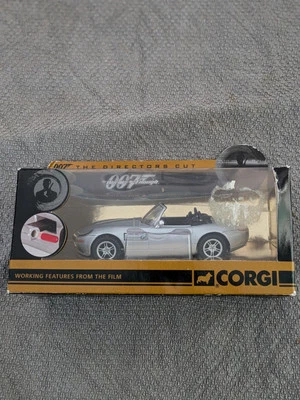 007 THE DIRECTORS CUT
007
WORKING FEATURES FROM THE FILM
CORGI